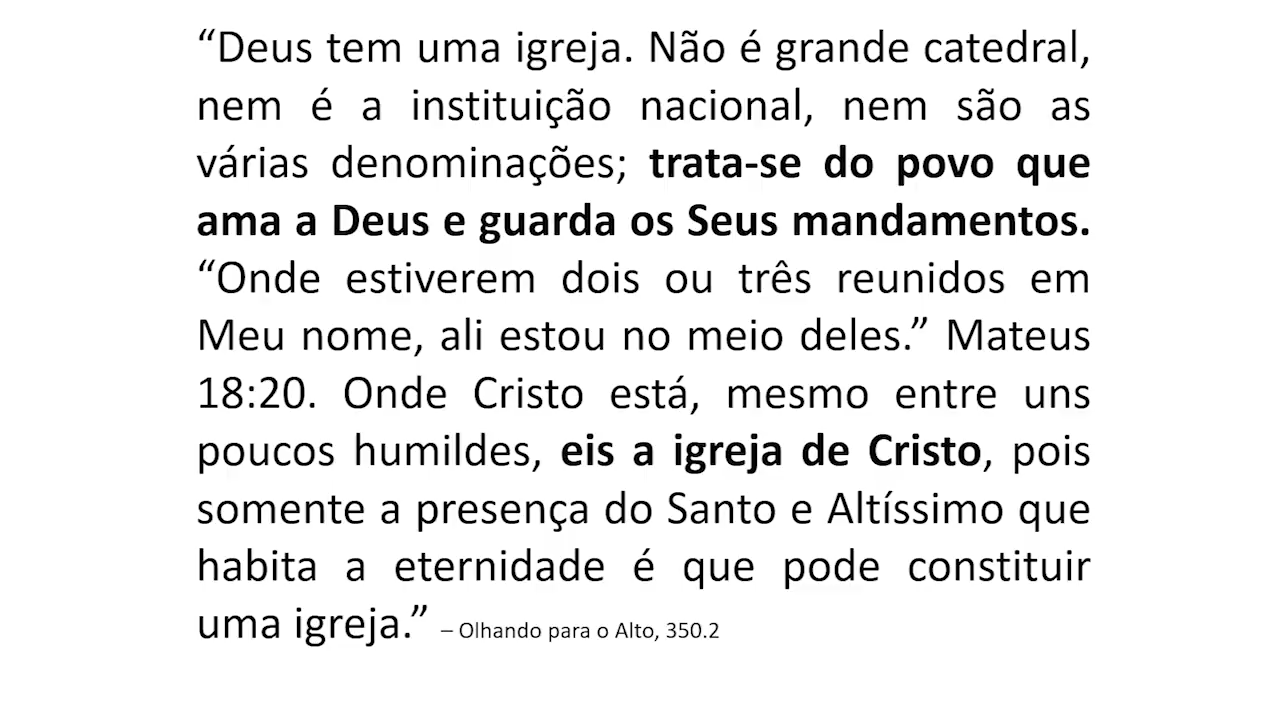 “Deus tem uma igreja. Não é grande catedral,
nem é a instituição nacional, nem são as
várias denominações; trata-se do povo que
ama a Deus e guarda os Seus mandamentos.
“Onde estiverem dois ou três reunidos em
Meu nome, ali estou no meio deles.” Mateus
18:20. Onde Cristo está, mesmo entre uns
poucos humildes, eis a igreja de Cristo, pois
somente a presença do Santo e Altíssimo que
habita a eternidade é que pode constituir
uma igreja.” – Olhando para o Alto, 350.2